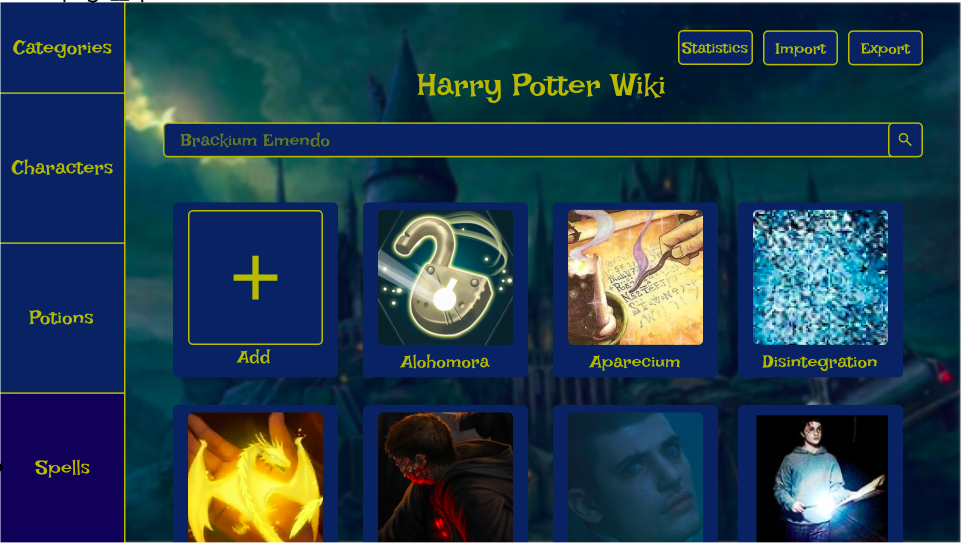 Categories
Statistics
Import
Export
Harry Potter Wiki
Brackium Emendo
Characters
Potions
Spells
Add
Alohomora
Aparecium
Disintegration